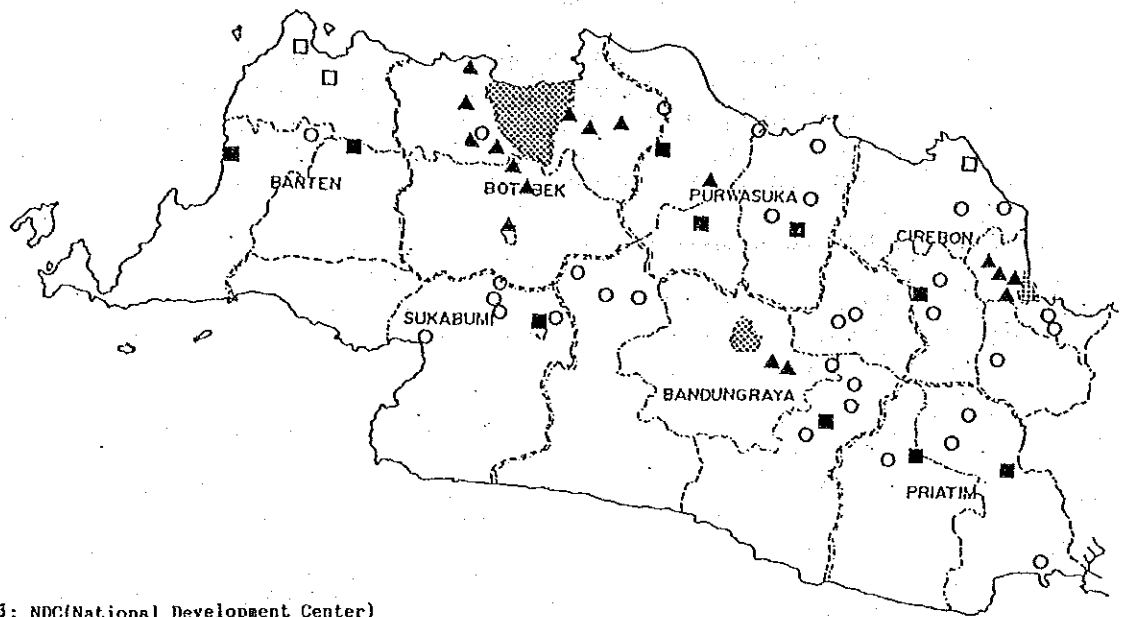 BANTEN
BOTABEK
PURWASUKA
CIREBON
SUKABUMI
BANDUNGRAYA
PRIATIM
: NDC(National Development Center)